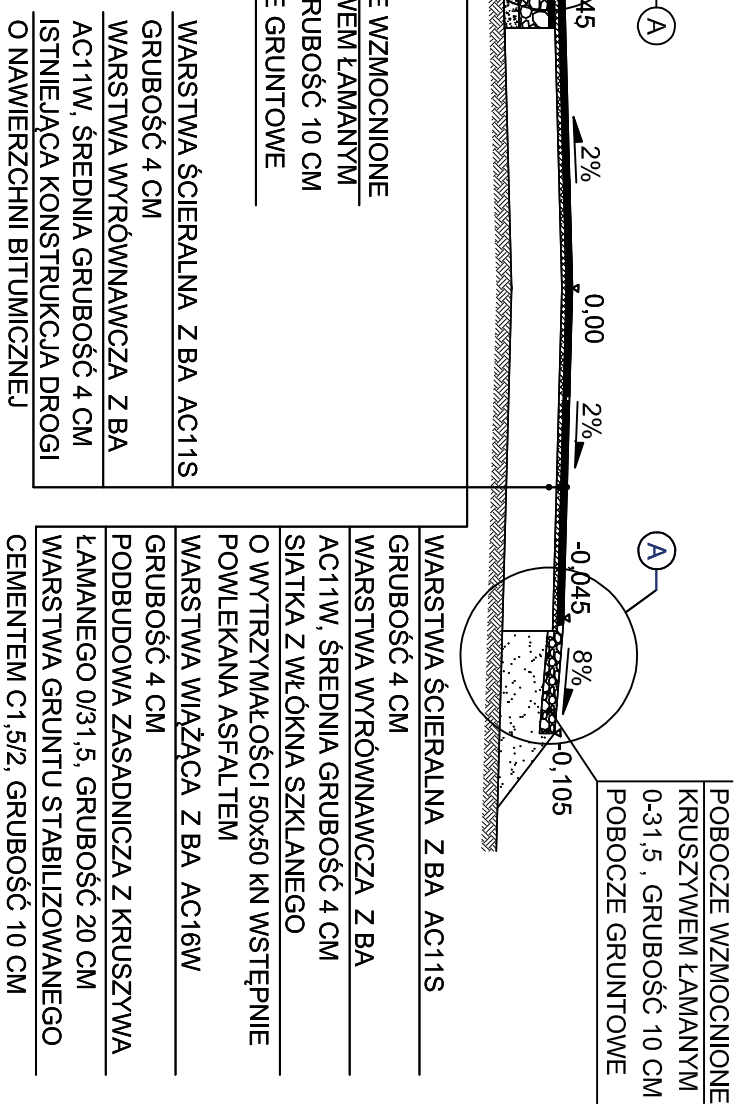 45
A
2%
0,00
2%
-0,045
A
8%
-0,105
POBOCZE WZMOCNIONE
KRUSZYWEM ŁAMANYM
0-31,5 , GRUBOŚĆ 10 CM
POBOCZE GRUNTOWE
E WZMOCNIONE
WEM ŁAMANYM
RUBOŚĆ 10 CM
E GRUNTOWE
WARSTWA ŚCIERALNA Z BA AC11S
GRUBOŚĆ 4 CM
WARSTWA WYRÓWNAWCZA Z BA
AC11W, ŚREDNIA GRUBOŚĆ 4 CM
ISTNIEJĄCA KONSTRUKCJA DROGI
O NAWIERZCHNI BITUMICZNEJ
WARSTWA ŚCIERALNA Z BA AC11S
GRUBOŚĆ 4 CM
WARSTWA WYRÓWNAWCZA Z BA
AC11W, ŚREDNIA GRUBOŚĆ 4 CM
SIATKA Z WŁÓKNA SZKLANEGO
O WYTRZYMAŁOŚCI 50x50 kN WSTĘPNIE
POWLEKANA ASFALTEM
WARSTWA WIĄŻĄCA Z BA AC16W
GRUBOŚĆ 4 CM
PODBUDOWA ZASADNICZA Z KRUSZYWA
ŁAMANEGO 0/31,5, GRUBOŚĆ 20 CM
WARSTWA GRUNTU STABILIZOWANEGO
CEMENTEM C1,5/2, GRUBOŚĆ 10 CM